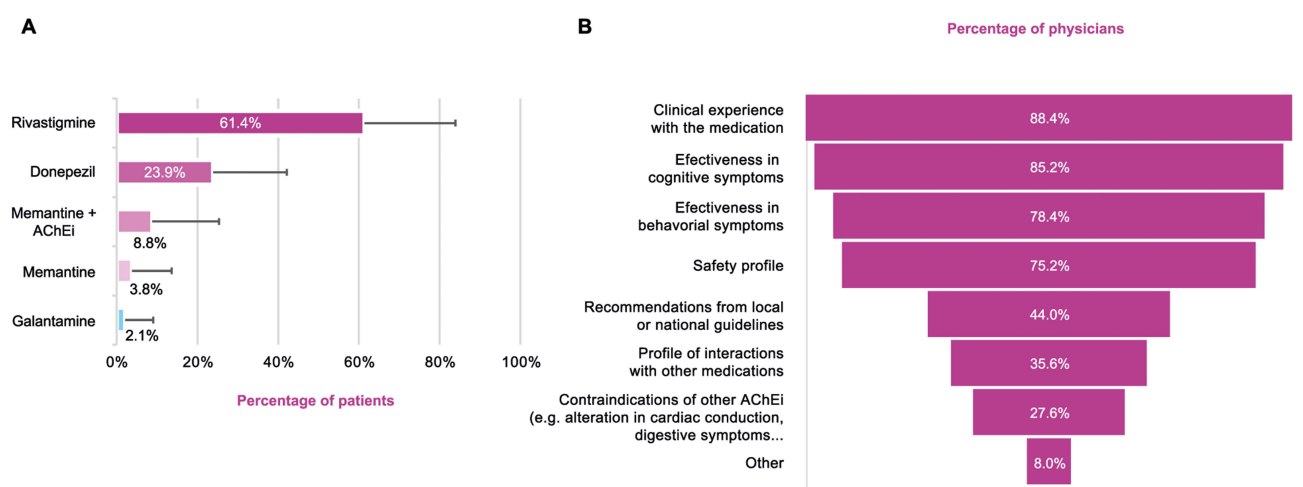 A
Rivastigmine
61.4%
Donepezil
23.9%
Memantine +
AChEi
8.8%
Memantine
3.8%
Galantamine
2.1%
0%
20%
40%
60%
80%
100%
Percentage of patients
B
Percentage of physicians
Clinical experience
with the medication
88.4%
Efectiveness in
cognitive symptoms
85.2%
Efectiveness in
behavorial symptoms
78.4%
Safety profile
75.2%
Recommendations from local
or national guidelines
44.0%
Profile of interactions
with other medications
35.6%
Contraindications of other AChEi
(e.g. alteration in cardiac conduction,
digestive symptoms...
27.6%
Other
8.0%